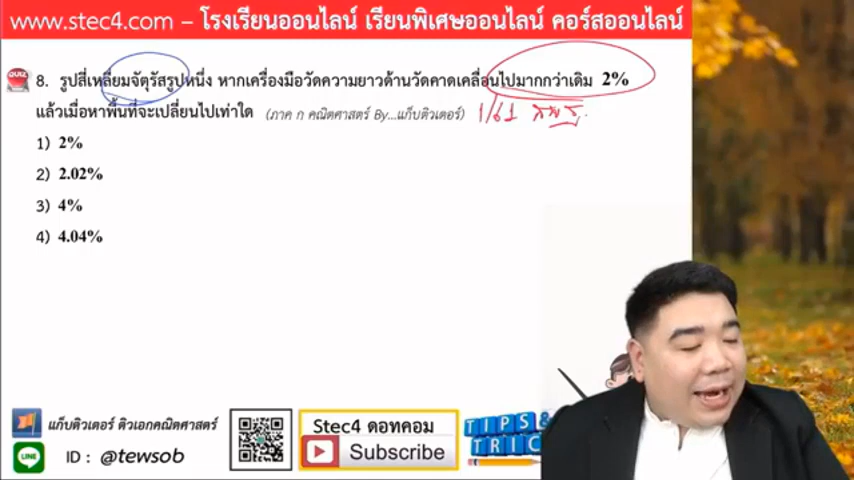 www.stec4.com – โรงเรียนออนไลน์ เรียนพิเศษออนไลน์ คอร์สออนไลน์
QUIZ
8. รูปสี่เหลี่ยมจัตุรัสรูปหนึ่ง หากเครื่องมือวัดความยาวด้านวัดคาดเคลื่อนไปมากกว่าเดิม 2%
แล้วเมื่อหาพื้นที่จะเปลี่ยนไปเท่าใด (ภาค ก คณิตศาสตร์ By...แก็บติวเตอร์)
1) 2%
2) 2.02%
3) 4%
4) 4.04%
แก็บติวเตอร์ ติวเอกคณิตศาสตร์
LINE ID : @tewsob
Stec4 ดอทคอม
Subscribe
TIPS &
TRIC